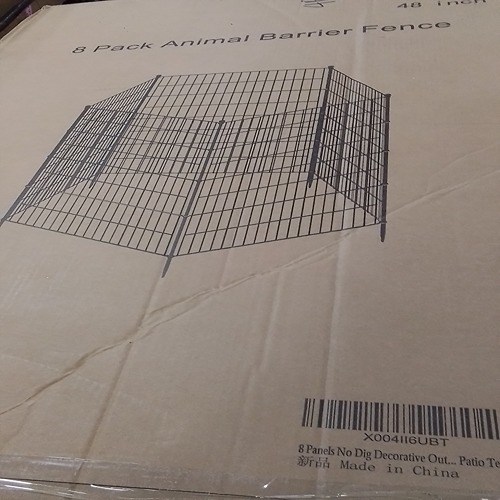 48 inch
8 Pack Animal Barrier Fence
X004II6UBT
8 Panels No Dig Decorative Out... Patio Te
新品 Made in China